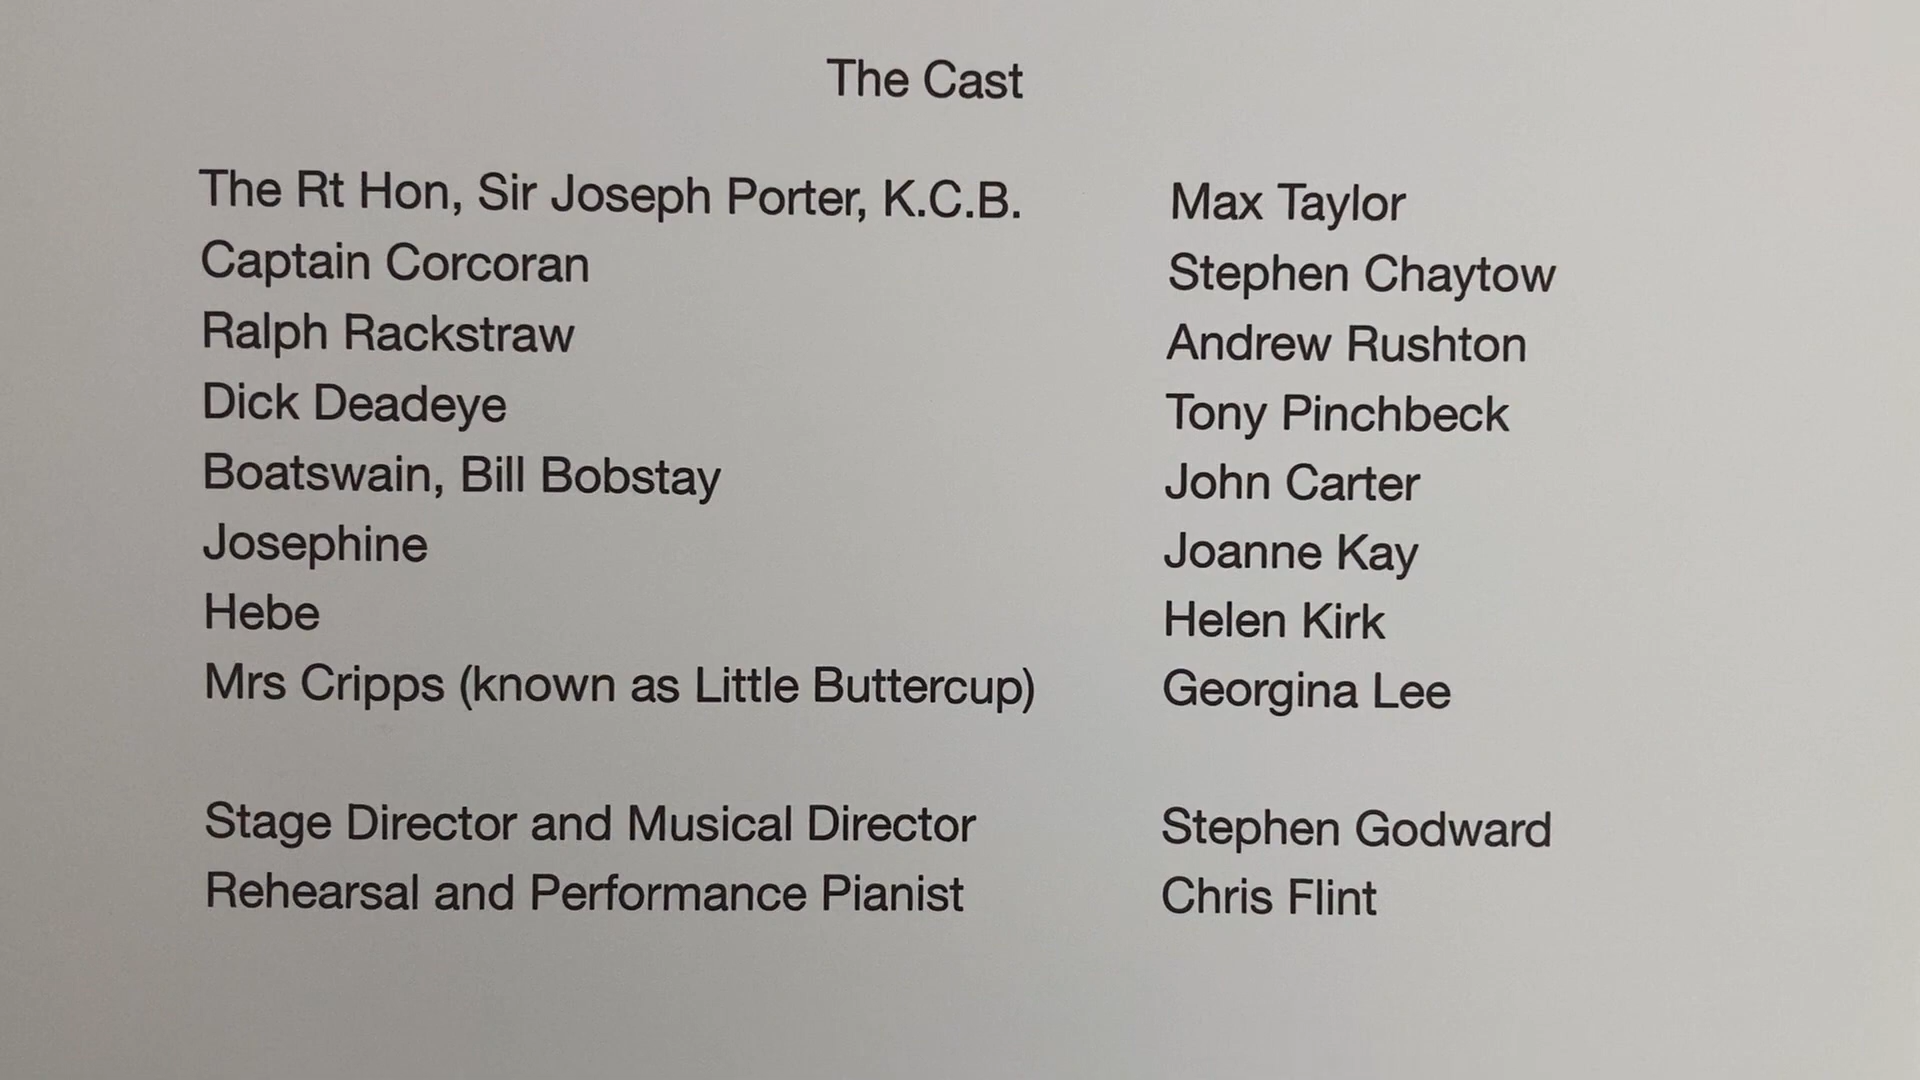 The Cast
The Rt Hon, Sir Joseph Porter, K.C.B. Max Taylor
Captain Corcoran Stephen Chaytow
Ralph Rackstraw Andrew Rushton
Dick Deadeye Tony Pinchbeck
Boatswain, Bill Bobstay John Carter
Josephine Joanne Kay
Hebe Helen Kirk
Mrs Cripps (known as Little Buttercup) Georgina Lee
Stage Director and Musical Director Stephen Godward
Rehearsal and Performance Pianist Chris Flint